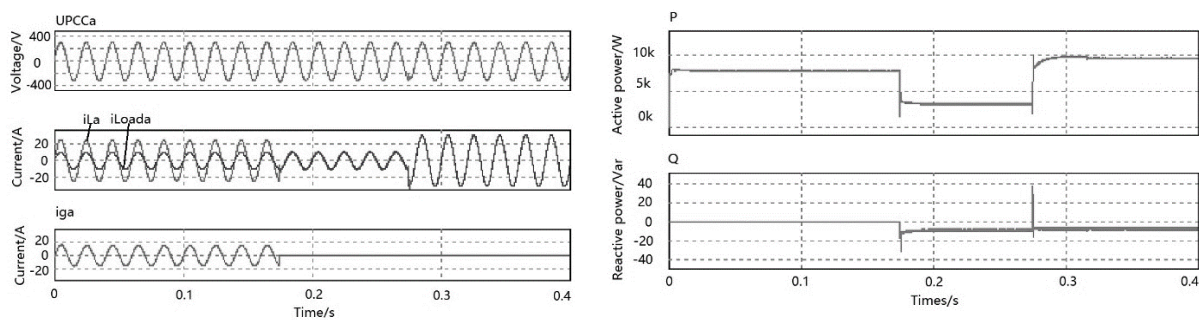 UPCCa
Voltage/V
400
0
-400
iLa iLoada
Current/A
20
0
-20
iga
Current/A
20
0
-20
0 0.1 0.2 0.3 0.4
Time/s
P
Active power/W
10k
5k
0k
Q
Reactive power/Var
40
20
0
-20
-40
0 0.1 0.2 0.3 0.4
Times/s